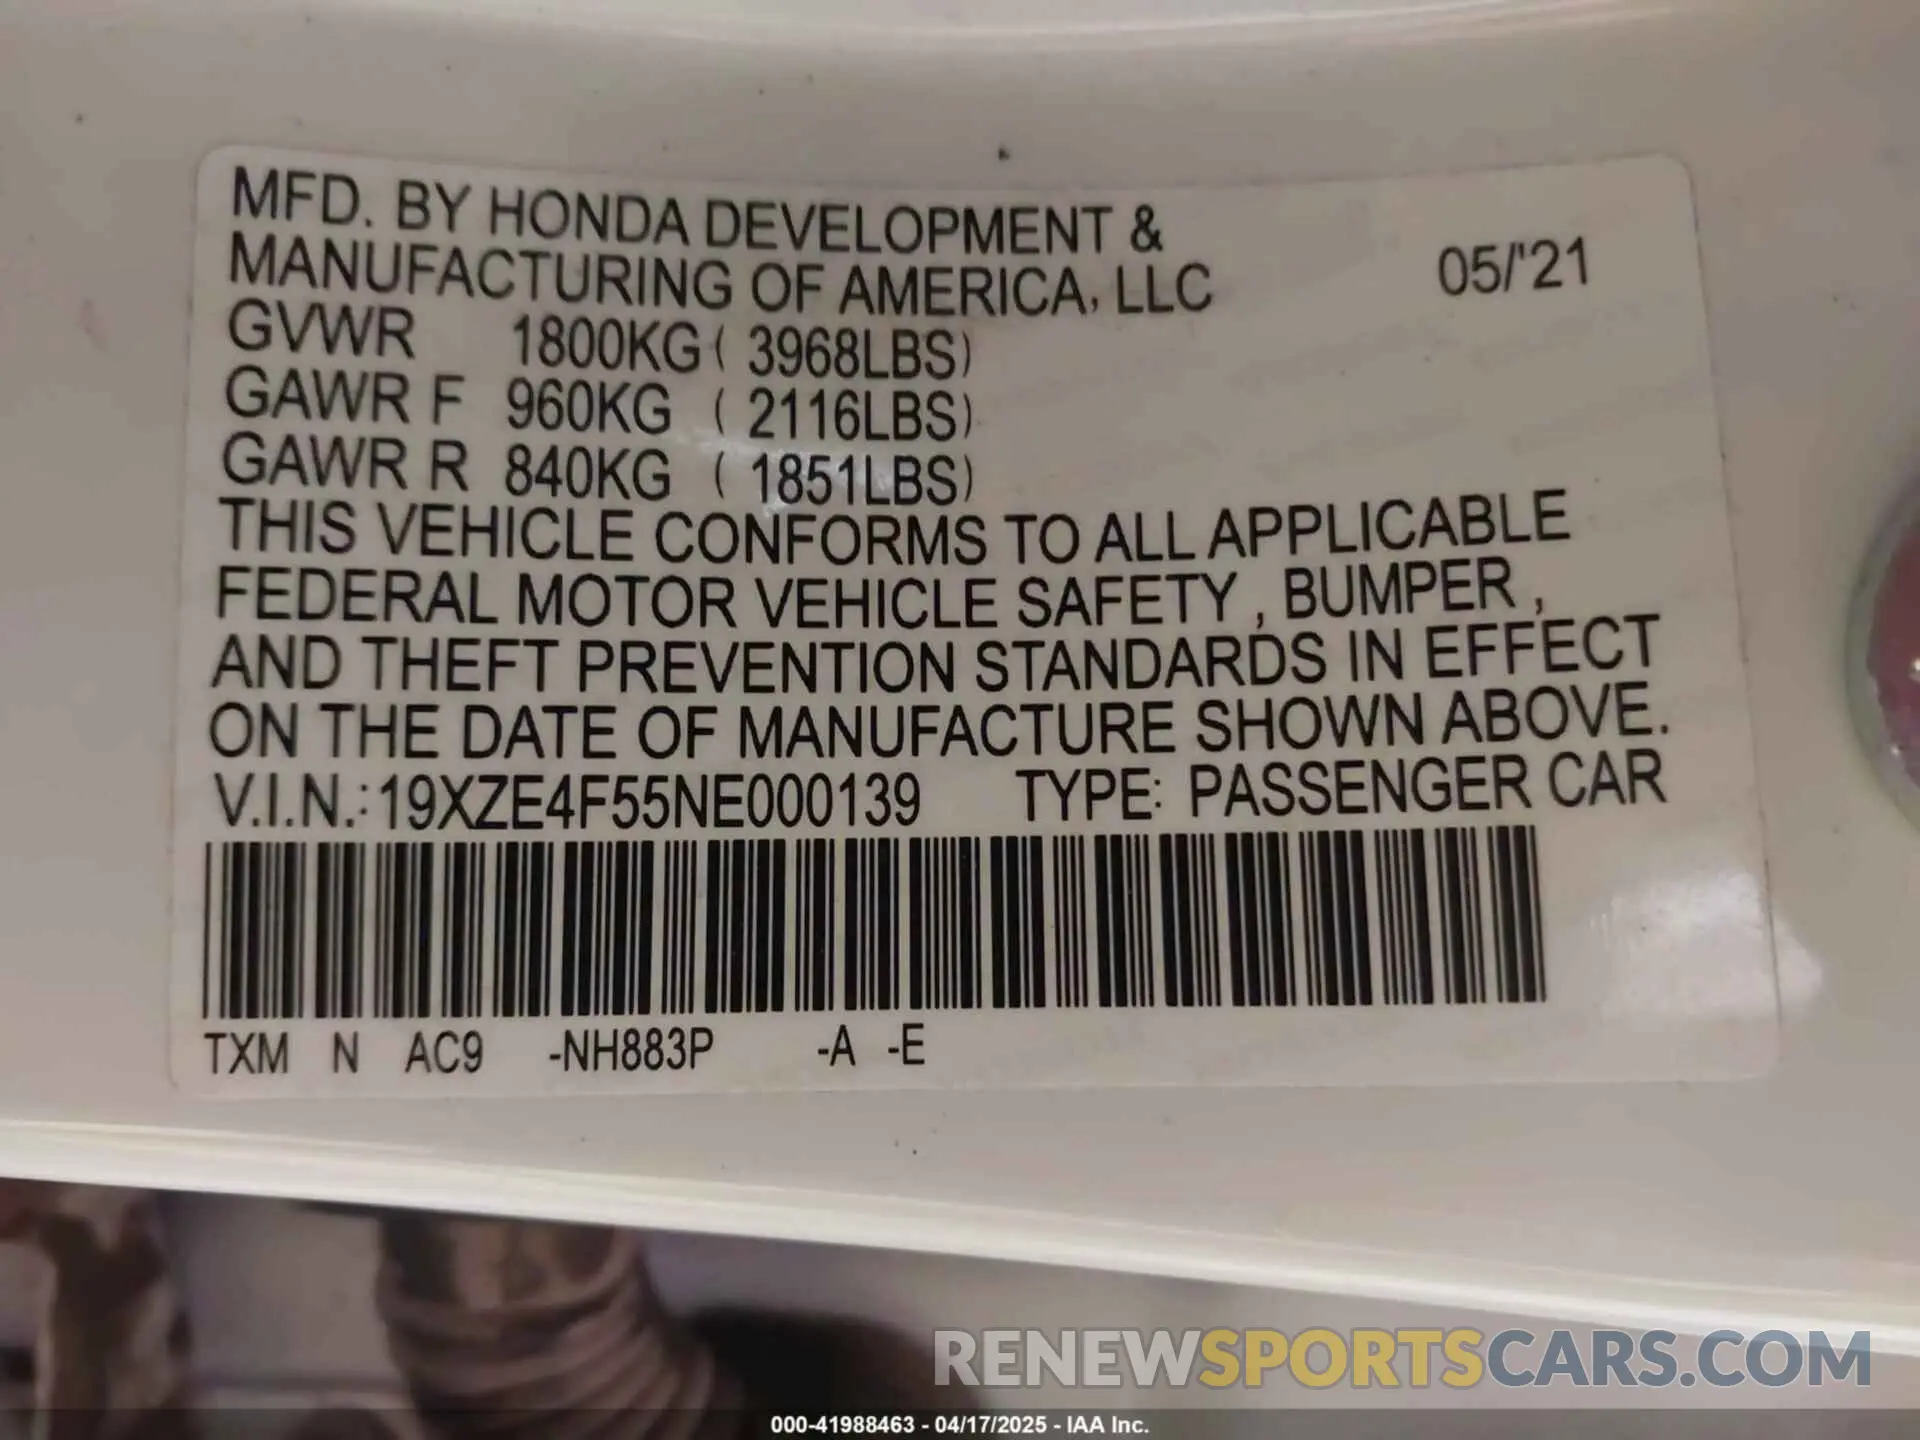 MFD. BY HONDA DEVELOPMENT &
MANUFACTURING OF AMERICA, LLC 05/'21
GVWR 1800KG ( 3968LBS)
GAWR F 960KG ( 2116LBS)
GAWR R 840KG ( 1851LBS)
THIS VEHICLE CONFORMS TO ALL APPLICABLE
FEDERAL MOTOR VEHICLE SAFETY , BUMPER ,
AND THEFT PREVENTION STANDARDS IN EFFECT
ON THE DATE OF MANUFACTURE SHOWN ABOVE.
V.I.N.: 19XZE4F55NE000139 TYPE: PASSENGER CAR
TXM N AC9 -NH883P -A -E
RENEWSPORTSCARS.COM
000-41988463 - 04/17/2025 - IAA Inc.